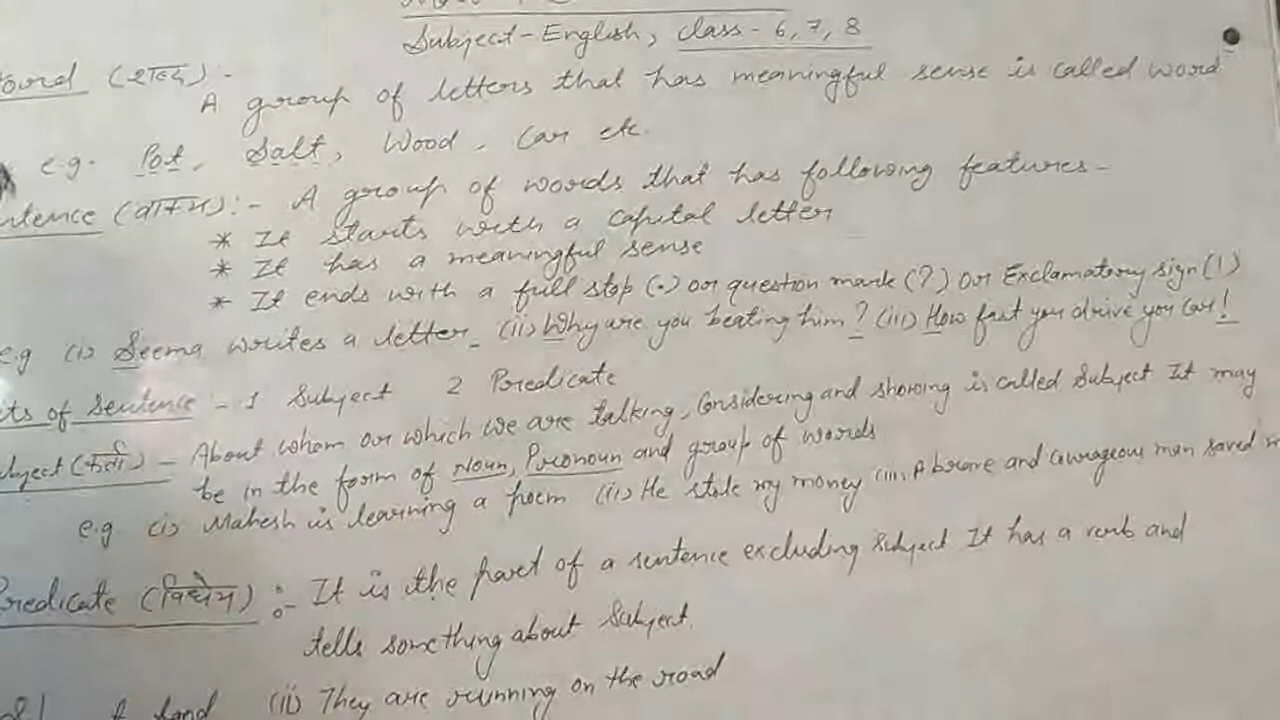 Subject-English, class- 6, 7, 8
(शब्द) -
A group of letters that has meaningful sense is called word
e.g. Pot, Salt, Wood, Car etc.
(वाक्य):- A group of words that has following features-
* It starts with a capital letter
* It has a meaningful sense
* It ends with a full stop (.) or question mark (?) or Exclamatory sign (!)
e.g (i) Seema writes a letter. (ii) Why are you beating him? (iii) How fast you drive you car!
of sentence - 1 Subject 2 Predicate
(कर्ता) - About whom or which we are talking, Considering and showing is called Subject It may
be in the form of Noun, Pronoun and group of words
e.g (i) Mahesh is learning a poem (ii) He stole my money (iii) A brave and courageous man saved
Predicate (विधेय) :- It is the part of a sentence excluding subject It has a verb and
tells something about Subject.
(ii) They are running on the road